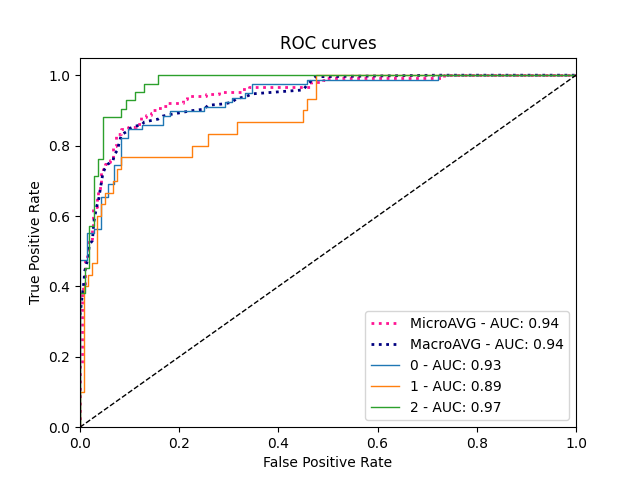 ROC curves
1.0
0.8
0.6
0.4
0.2
0.0
True Positive Rate
0.0 0.2 0.4 0.6 0.8 1.0
False Positive Rate
MicroAVG - AUC: 0.94
MacroAVG - AUC: 0.94
0 - AUC: 0.93
1 - AUC: 0.89
2 - AUC: 0.97